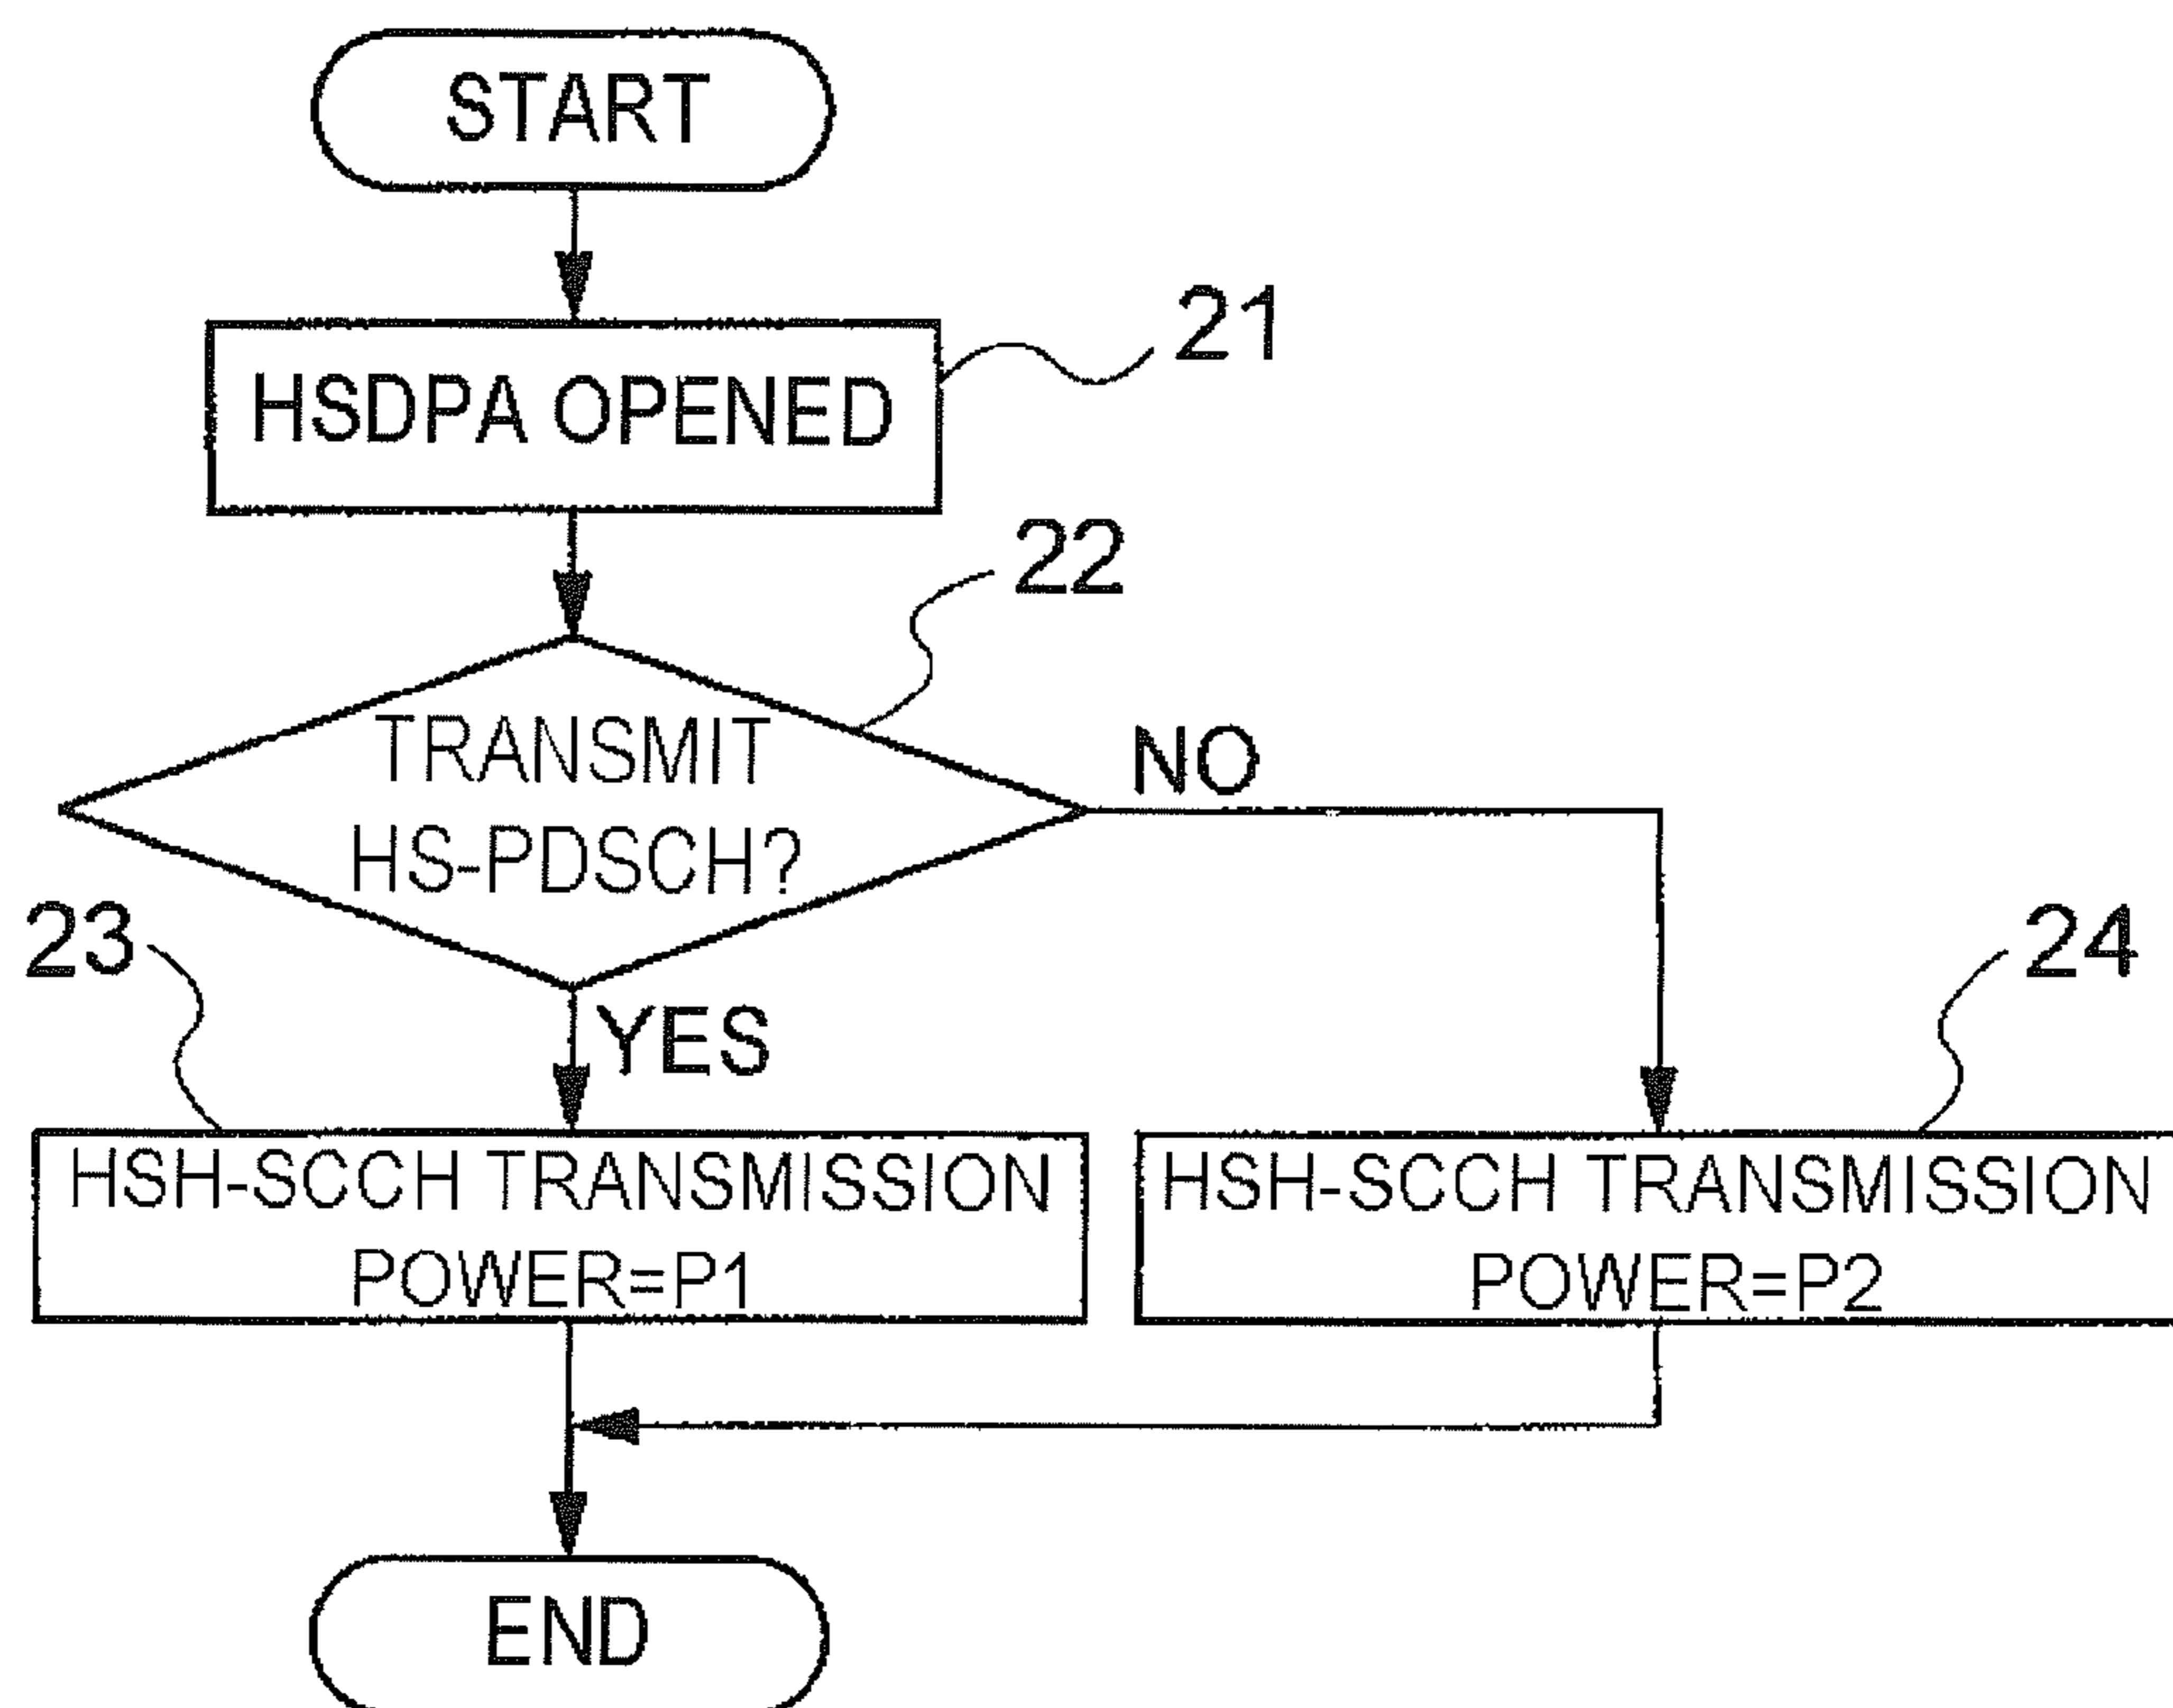 START
HSDPA OPENED
21
22
TRANSMIT
HS-PDSCH?
NO
23
YES
24
HSH-SCCH TRANSMISSION
POWER=P1
HSH-SCCH TRANSMISSION
POWER=P2
END